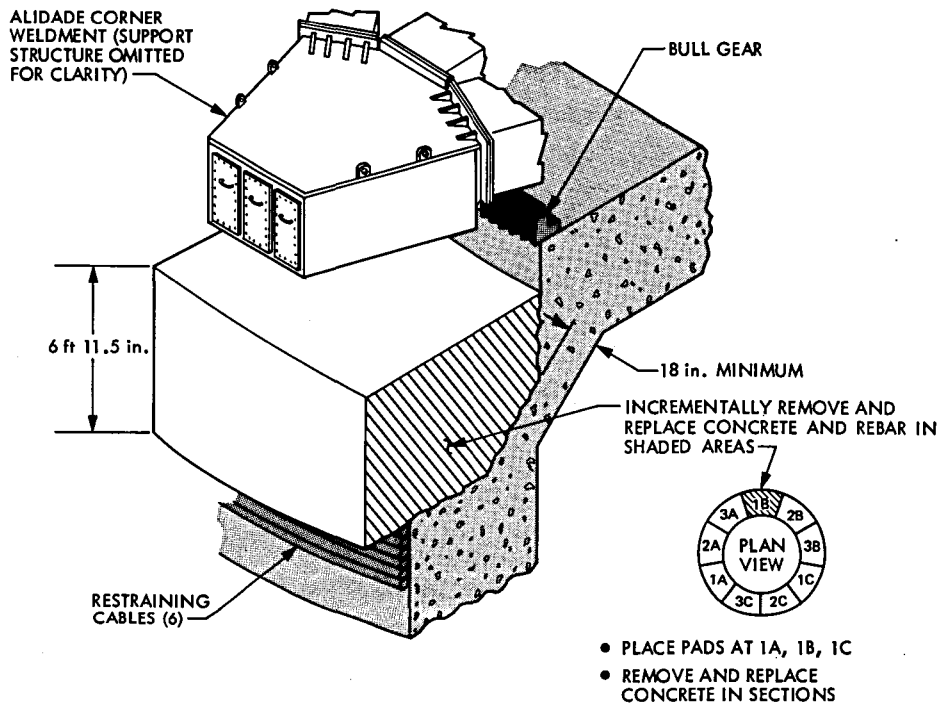 ALIDADE CORNER
WELDMENT (SUPPORT
STRUCTURE OMITTED
FOR CLARITY)
BULL GEAR
6 ft 11.5 in.
18 in. MINIMUM
INCREMENTALLY REMOVE AND
REPLACE CONCRETE AND REBAR IN
SHADED AREAS
3A 1B 2B
2A PLAN 3B
VIEW
1A 1C
3C 2C
RESTRAINING
CABLES (6)
• PLACE PADS AT 1A, 1B, 1C
• REMOVE AND REPLACE
CONCRETE IN SECTIONS